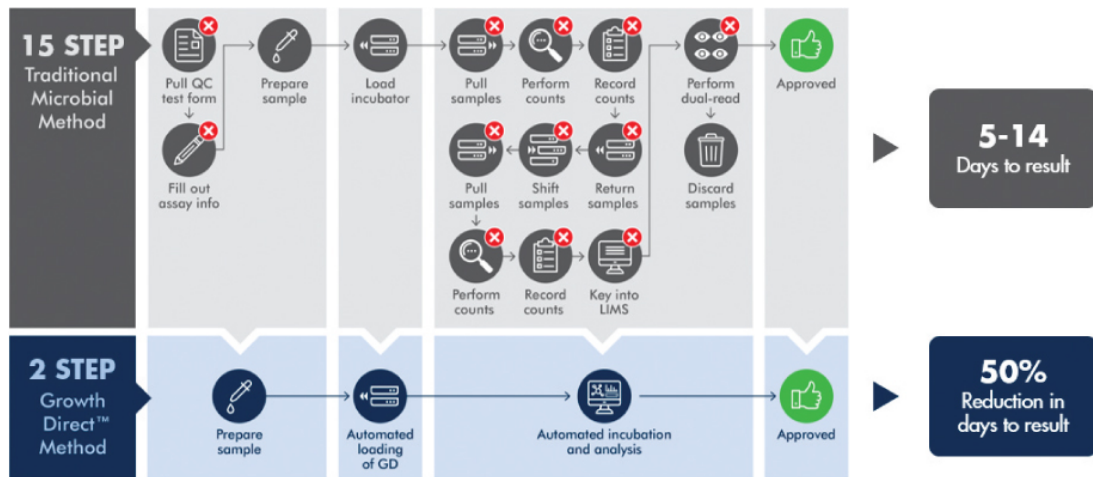 15 STEP
Traditional
Microbial
Method
Pull QC
test form
Fill out
assay info
Prepare
sample
Load
incubator
Pull
samples
Perform
counts
Record
counts
Perform
dual-read
Approved
Pull
samples
Shift
samples
Return
samples
Discard
samples
Perform
counts
Record
counts
Key into
LIMS
5-14
Days to result
2 STEP
Growth
Direct™
Method
Prepare
sample
Automated
loading
of GD
Automated incubation
and analysis
Approved
50%
Reduction in
days to result